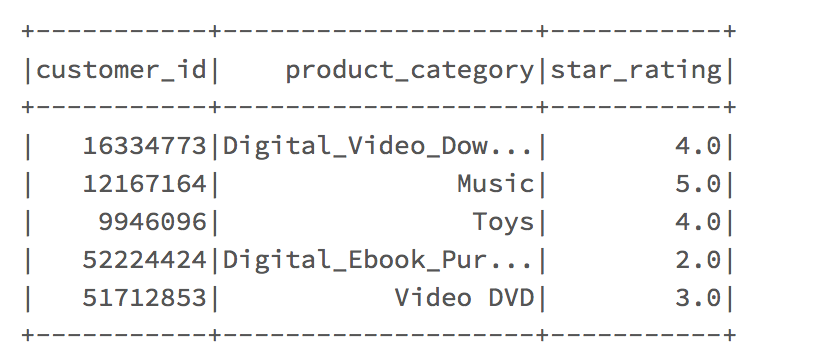 +-----------+--------------------+-----------+
|customer_id|    product_category|star_rating|
+-----------+--------------------+-----------+
|   16334773|Digital_Video_Dow...|        4.0|
|   12167164|               Music|        5.0|
|    9946096|                Toys|        4.0|
|   52224424|Digital_Ebook_Pur...|        2.0|
|   51712853|           Video DVD|        3.0|
+-----------+--------------------+-----------+